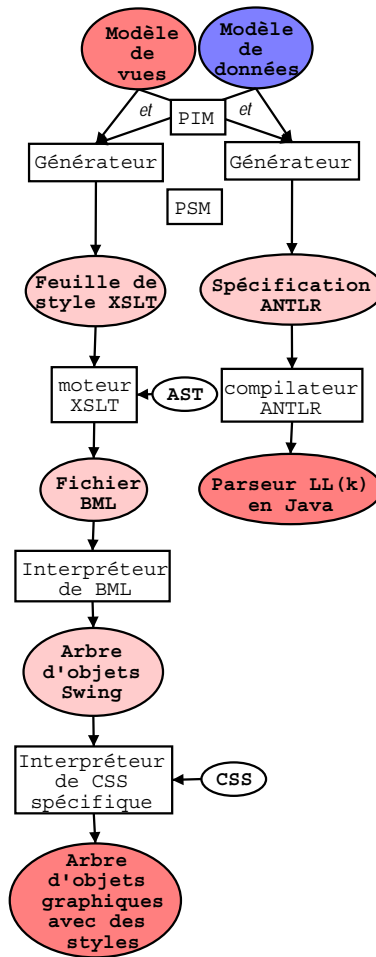 Modèle
de
vues
Modèle
de
données
et
PIM
et
Générateur
Générateur
PSM
Feuille de
style XSLT
Spécification
ANTLR
moteur
XSLT
AST
compilateur
ANTLR
Fichier
BML
Parseur LL(k)
en Java
Interpréteur
de BML
Arbre
d'objets
Swing
Interpréteur
de CSS
spécifique
CSS
Arbre
d'objets
graphiques
avec des
styles